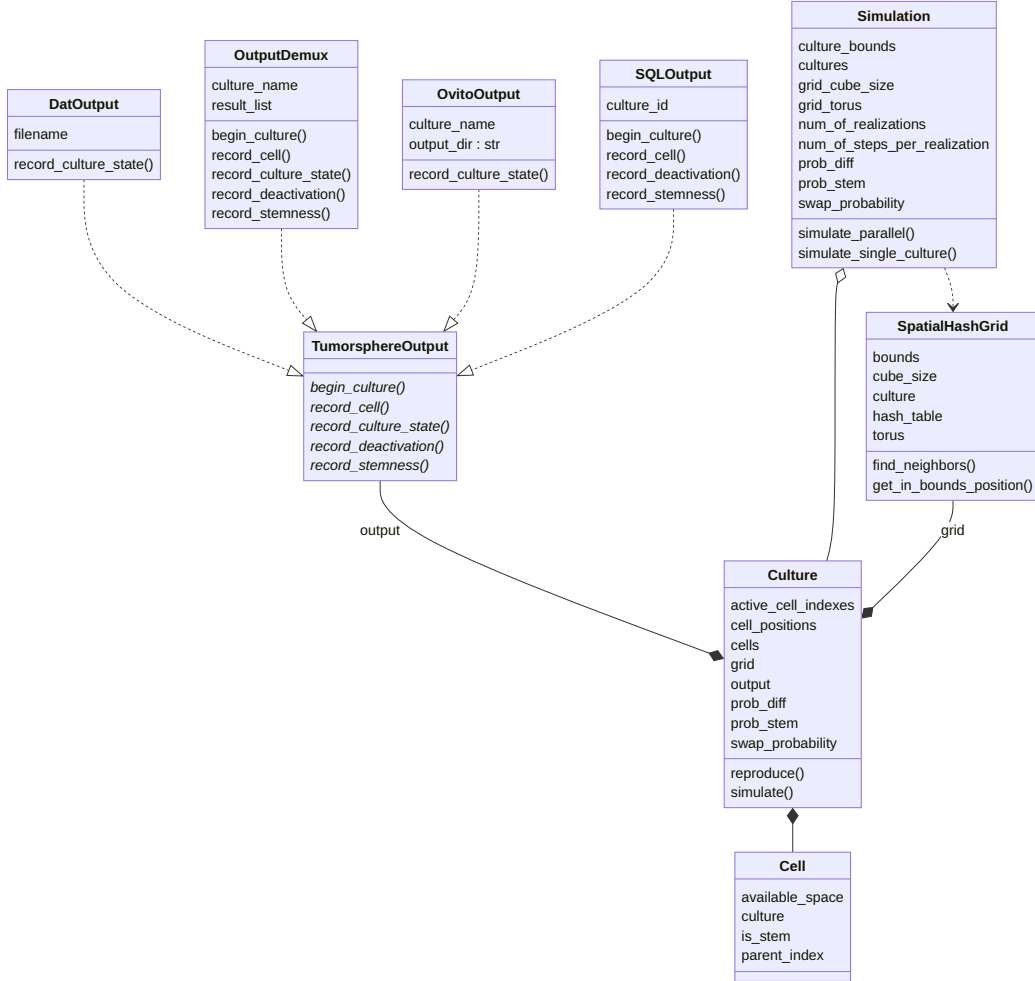 Simulation
culture_bounds
cultures
grid_cube_size
grid_torus
num_of_realizations
num_of_steps_per_realization
prob_diff
prob_stem
swap_probability
simulate_parallel()
simulate_single_culture()
OutputDemux
culture_name
result_list
begin_culture()
record_cell()
record_culture_state()
record_deactivation()
record_stemness()
SQLOutput
culture_id
begin_culture()
record_cell()
record_deactivation()
record_stemness()
OvitoOutput
culture_name
output_dir : str
record_culture_state()
DatOutput
filename
record_culture_state()
TumorsphereOutput
begin_culture()
record_cell()
record_culture_state()
record_deactivation()
record_stemness()
SpatialHashGrid
bounds
cube_size
culture
hash_table
torus
find_neighbors()
get_in_bounds_position()
output
grid
Culture
active_cell_indexes
cell_positions
cells
grid
output
prob_diff
prob_stem
swap_probability
reproduce()
simulate()
Cell
available_space
culture
is_stem
parent_index